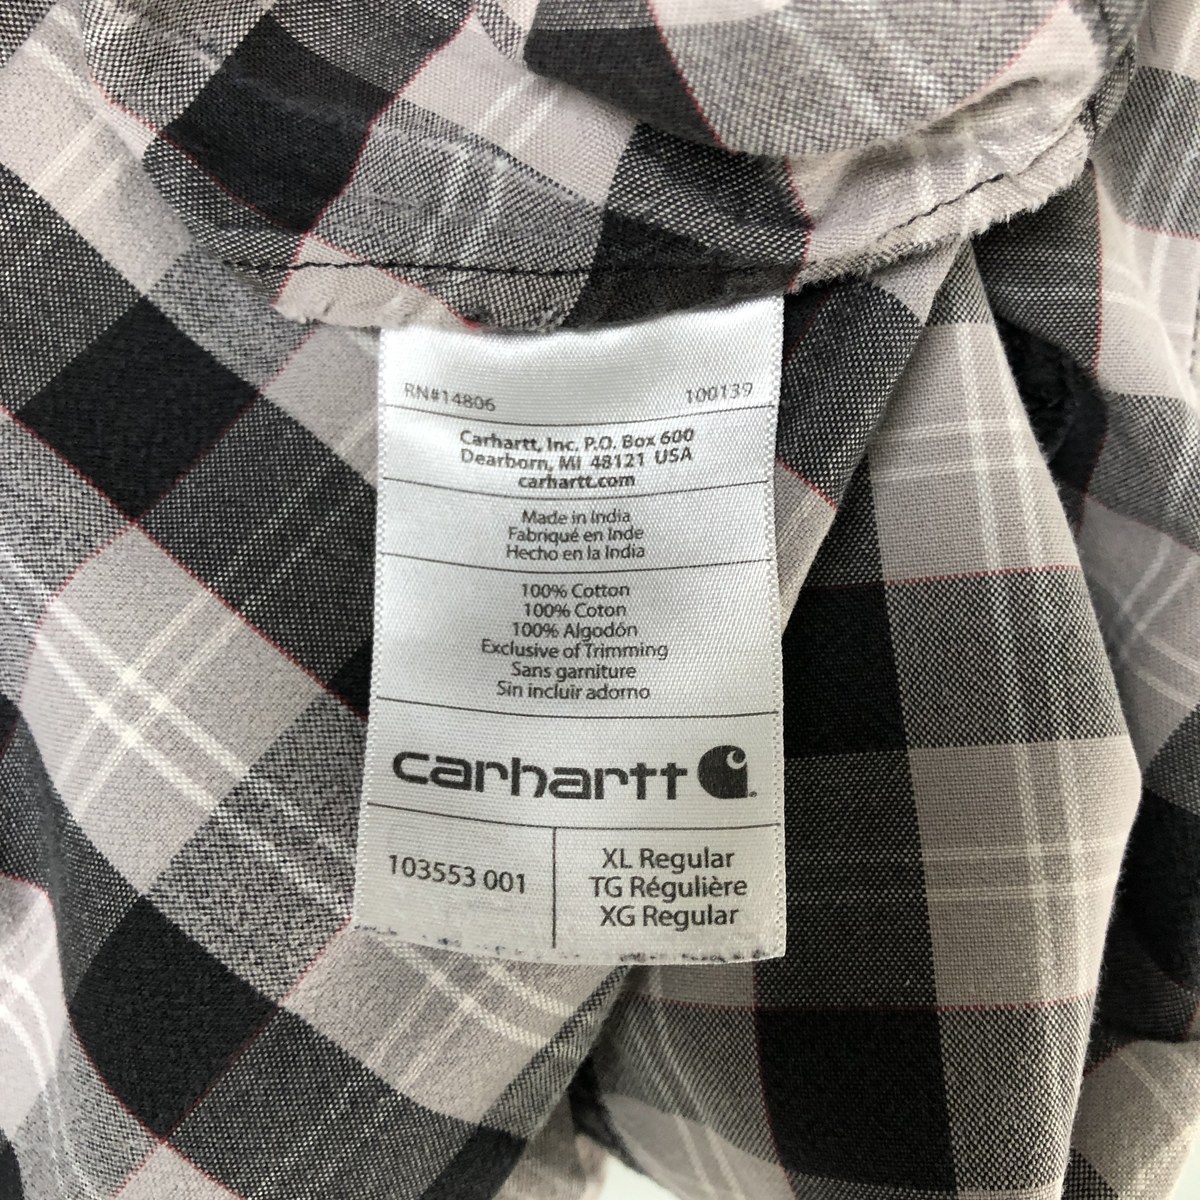 RN#14806 100139
Carhartt, Inc. P.O. Box 600
Dearborn, MI 48121 USA
carhartt.com
Made in India
Fabriqué en Inde
Hecho en la India
100% Cotton
100% Coton
100% Algodón
Exclusive of Trimming
Sans garniture
Sin incluir adorno
carhartt
103553 001
XL Regular
TG Régulière
XG Regular